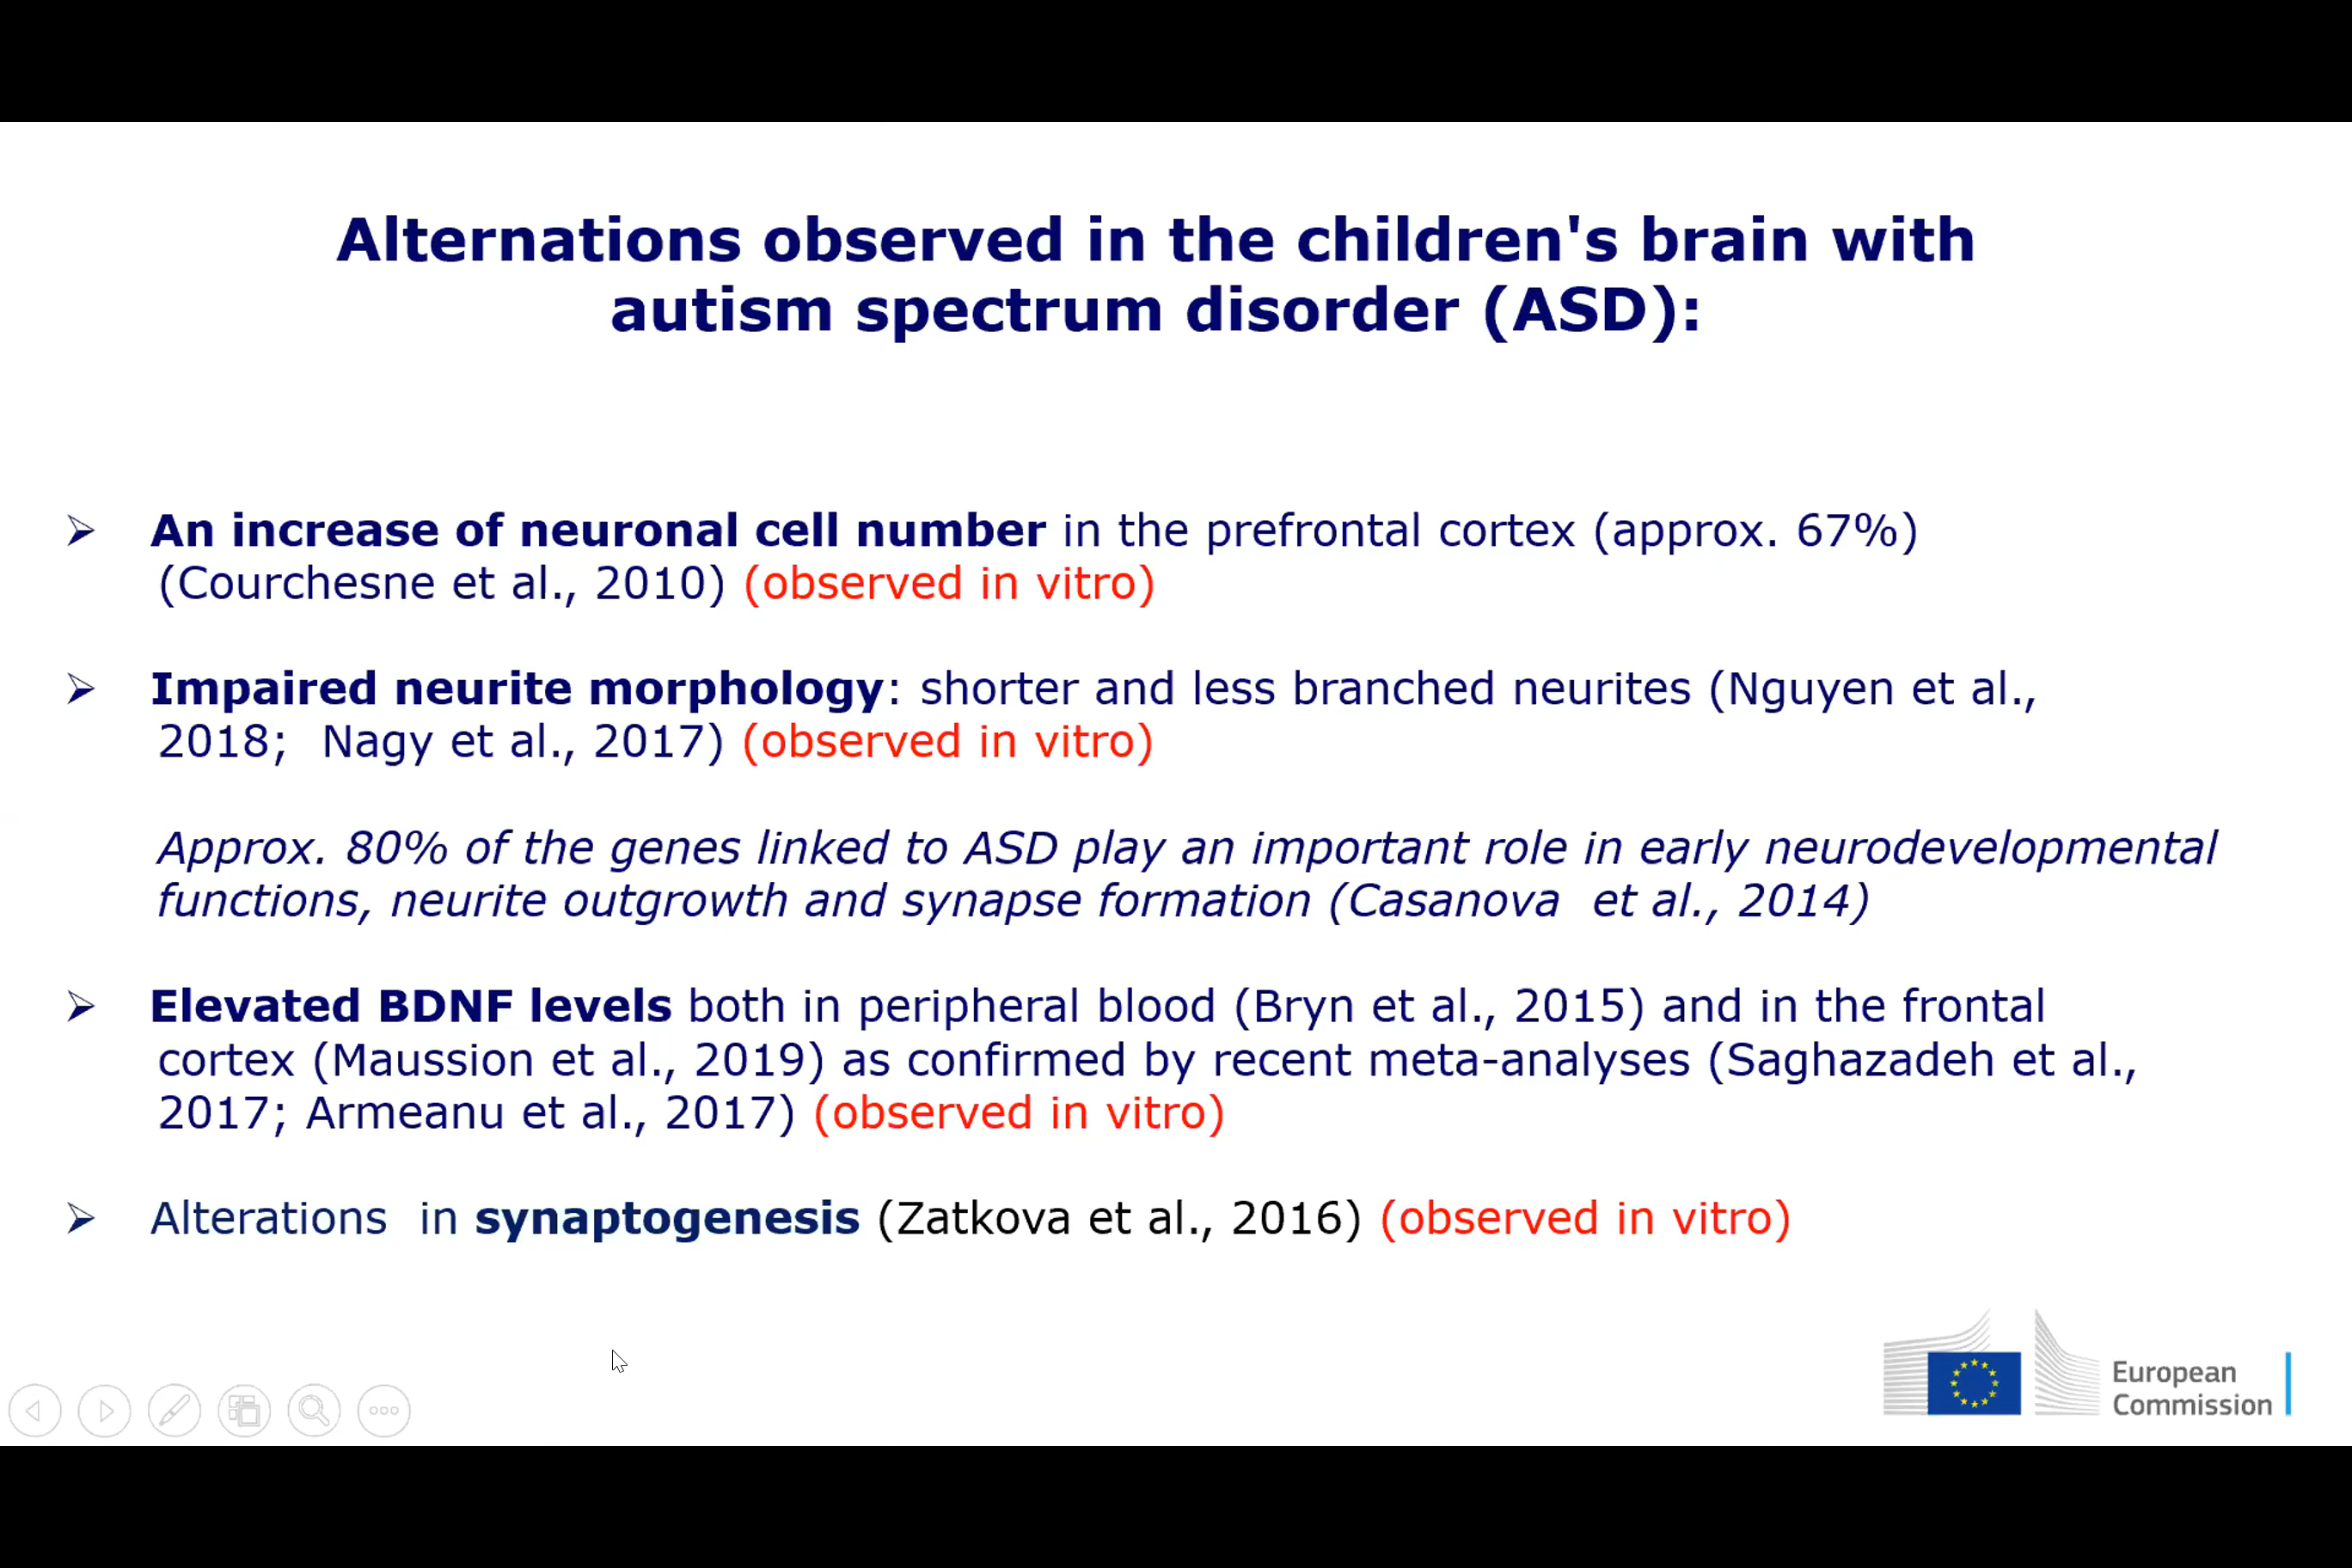 Alternations observed in the children's brain with
autism spectrum disorder (ASD):
An increase of neuronal cell number in the prefrontal cortex (approx. 67%)
(Courchesne et al., 2010) (observed in vitro)
Impaired neurite morphology: shorter and less branched neurites (Nguyen et al.,
2018; Nagy et al., 2017) (observed in vitro)
Approx. 80% of the genes linked to ASD play an important role in early neurodevelopmental
functions, neurite outgrowth and synapse formation (Casanova et al., 2014)
Elevated BDNF levels both in peripheral blood (Bryn et al., 2015) and in the frontal
cortex (Maussion et al., 2019) as confirmed by recent meta-analyses (Saghazadeh et al.,
2017; Armeanu et al., 2017) (observed in vitro)
Alterations in synaptogenesis (Zatkova et al., 2016) (observed in vitro)
European
Commission